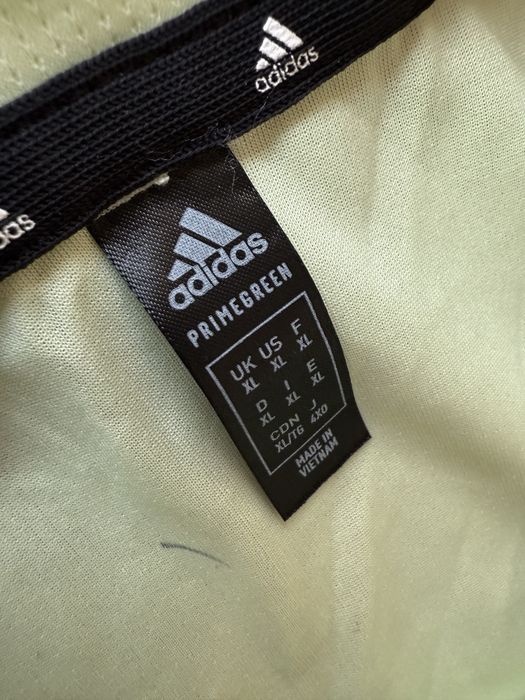 adidas
adidas
adidas
PRIMEGREEN
UK US F
XL XL XL
D I E
XL XL XL
CDN J
XL/TG 4XO
MADE IN
VIETNAM